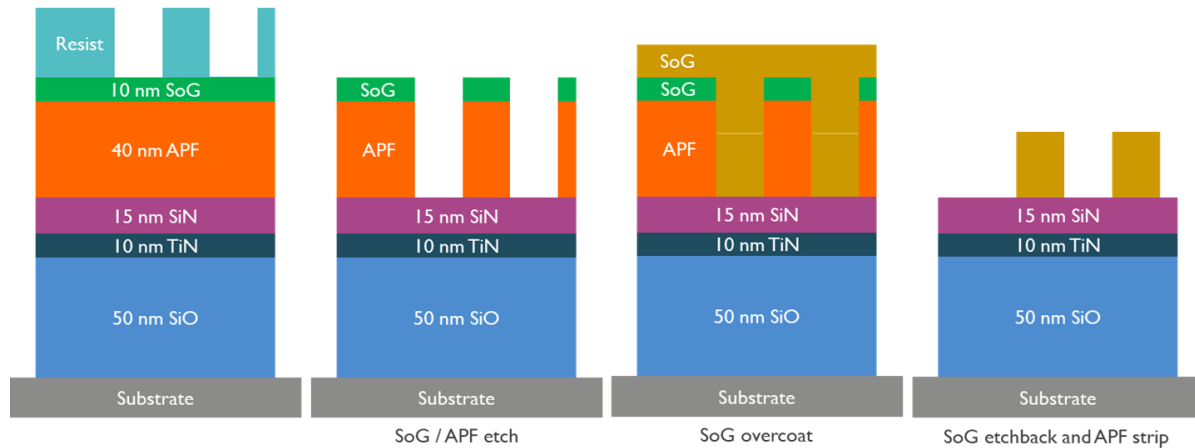 Resist
10 nm SoG
40 nm APF
15 nm SiN
10 nm TiN
50 nm SiO
Substrate
SoG
APF
15 nm SiN
10 nm TiN
50 nm SiO
Substrate
SoG / APF etch
SoG
SoG
APF
15 nm SiN
10 nm TiN
50 nm SiO
Substrate
SoG overcoat
15 nm SiN
10 nm TiN
50 nm SiO
Substrate
SoG etchback and APF strip